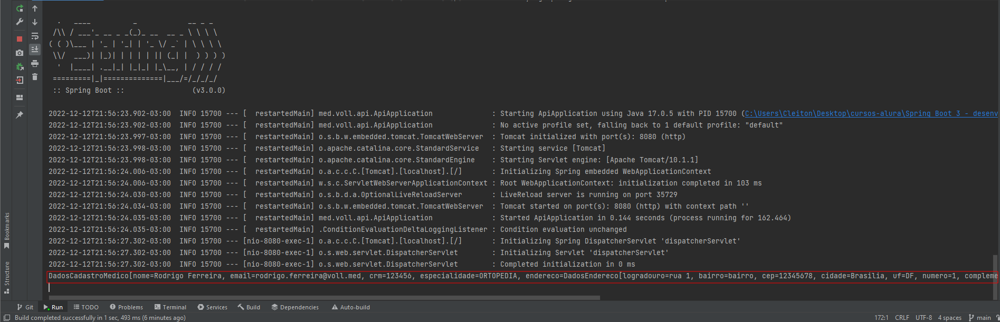 .   ____          _            __ _ _
 /\\ / ___'_ __ _ _(_)_ __  __ _ \ \ \ \
( ( )\___ | '_ | '_| | '_ \/ _` | \ \ \ \
 \\/  ___)| |_)| | | | | || (_| |  ) ) ) )
  '  |____| .__|_| |_|_| |_\__, | / / / /
 =========|_|==============|___/=/_/_/_/
 :: Spring Boot ::                (v3.0.0)
2022-12-12T21:56:23.902-03:00  INFO 15700 --- [  restartedMain] med.voll.api.ApiApplication              : Starting ApiApplication using Java 17.0.5 with PID 15700 (C:\Users\Cleiton\Desktop\cursos-alura\Spring Boot 3 - desenv
2022-12-12T21:56:23.902-03:00  INFO 15700 --- [  restartedMain] med.voll.api.ApiApplication              : No active profile set, falling back to 1 default profile: "default"
2022-12-12T21:56:23.997-03:00  INFO 15700 --- [  restartedMain] o.s.b.w.embedded.tomcat.TomcatWebServer  : Tomcat initialized with port(s): 8080 (http)
2022-12-12T21:56:23.998-03:00  INFO 15700 --- [  restartedMain] o.apache.catalina.core.StandardService   : Starting service [Tomcat]
2022-12-12T21:56:23.998-03:00  INFO 15700 --- [  restartedMain] o.apache.catalina.core.StandardEngine    : Starting Servlet engine: [Apache Tomcat/10.1.1]
2022-12-12T21:56:24.006-03:00  INFO 15700 --- [  restartedMain] o.a.c.c.C.[Tomcat].[localhost].[/]       : Initializing Spring embedded WebApplicationContext
2022-12-12T21:56:24.006-03:00  INFO 15700 --- [  restartedMain] w.s.c.ServletWebServerApplicationContext : Root WebApplicationContext: initialization completed in 103 ms
2022-12-12T21:56:24.030-03:00  INFO 15700 --- [  restartedMain] o.s.b.d.a.OptionalLiveReloadServer       : LiveReload server is running on port 35729
2022-12-12T21:56:24.034-03:00  INFO 15700 --- [  restartedMain] o.s.b.w.embedded.tomcat.TomcatWebServer  : Tomcat started on port(s): 8080 (http) with context path ''
2022-12-12T21:56:24.035-03:00  INFO 15700 --- [  restartedMain] med.voll.api.ApiApplication              : Started ApiApplication in 0.144 seconds (process running for 162.464)
2022-12-12T21:56:24.035-03:00  INFO 15700 --- [  restartedMain] .ConditionEvaluationDeltaLoggingListener : Condition evaluation unchanged
2022-12-12T21:56:27.302-03:00  INFO 15700 --- [nio-8080-exec-1] o.a.c.c.C.[Tomcat].[localhost].[/]       : Initializing Spring DispatcherServlet 'dispatcherServlet'
2022-12-12T21:56:27.302-03:00  INFO 15700 --- [nio-8080-exec-1] o.s.web.servlet.DispatcherServlet        : Initializing Servlet 'dispatcherServlet'
2022-12-12T21:56:27.302-03:00  INFO 15700 --- [nio-8080-exec-1] o.s.web.servlet.DispatcherServlet        : Completed initialization in 0 ms
DadosCadastroMedico[nome=Rodrigo Ferreira, email=rodrigo.ferreira@voll.med, crm=123456, especialidade=ORTOPEDIA, endereco=DadosEndereco[logradouro=rua 1, bairro=bairro, cep=12345678, cidade=Brasilia, uf=DF, numero=1, compleme
Bookmarks
Structure
Git Run TODO Problems Terminal Services Build Dependencies Auto-build
Build completed successfully in 1 sec, 493 ms (6 minutes ago) 172:1 CRLF UTF-8 4 spaces main